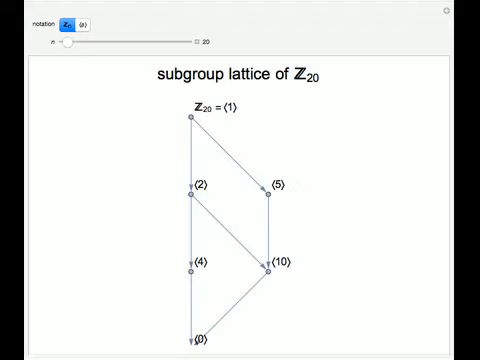 notation ℤₙ ⟨a⟩
n 20
subgroup lattice of ℤ₂₀
ℤ₂₀ = ⟨1⟩
⟨2⟩ ⟨5⟩
⟨4⟩ ⟨10⟩
⟨0⟩